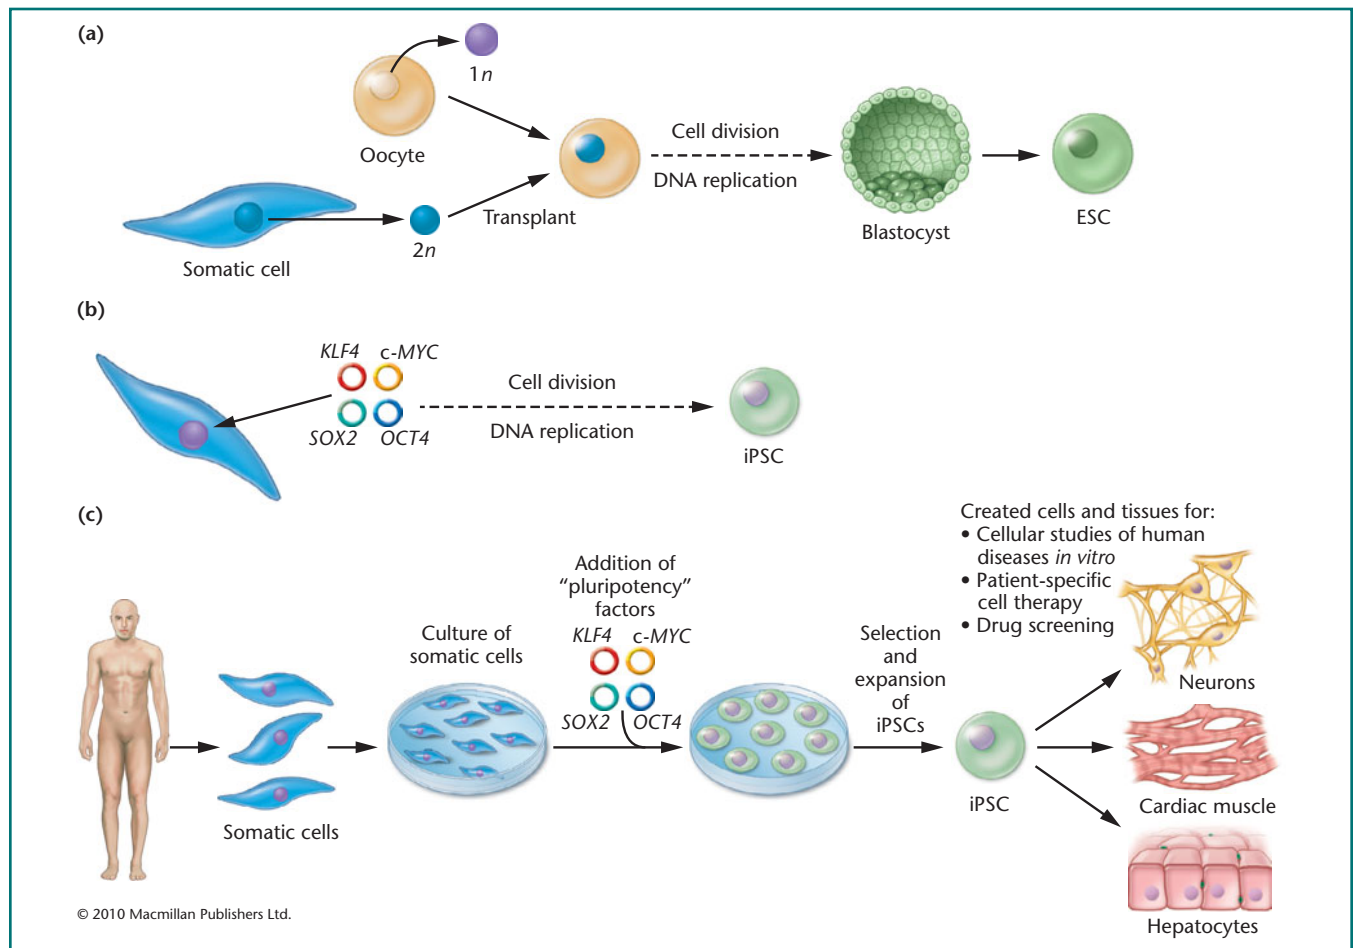 (a)
1n
Oocyte
Somatic cell
2n
Transplant
Cell division
DNA replication
Blastocyst
ESC
(b)
KLF4 c-MYC
SOX2 OCT4
Cell division
DNA replication
iPSC
(c)
Somatic cells
Culture of
somatic cells
Addition of
“pluripotency”
factors
KLF4 c-MYC
SOX2 OCT4
Selection
and
expansion
of
iPSCs
iPSC
Created cells and tissues for:
• Cellular studies of human
diseases in vitro
• Patient-specific
cell therapy
• Drug screening
Neurons
Cardiac muscle
Hepatocytes
© 2010 Macmillan Publishers Ltd.